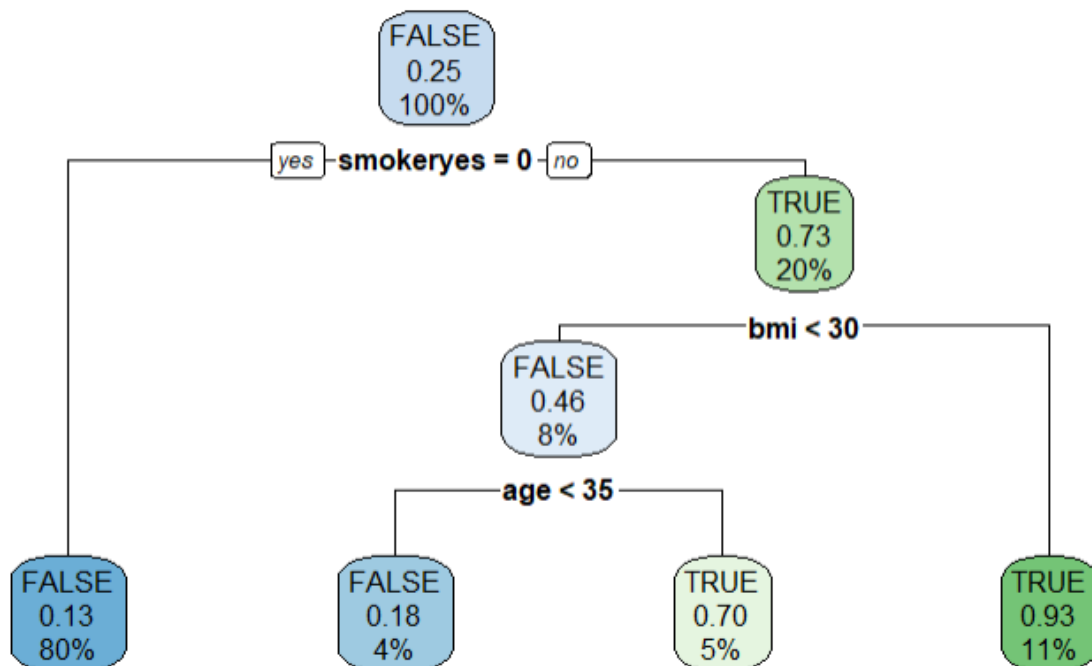 FALSE
0.25
100%
yes smokeryes = 0 no
TRUE
0.73
20%
bmi < 30
FALSE
0.46
8%
age < 35
FALSE
0.13
80%
FALSE
0.18
4%
TRUE
0.70
5%
TRUE
0.93
11%